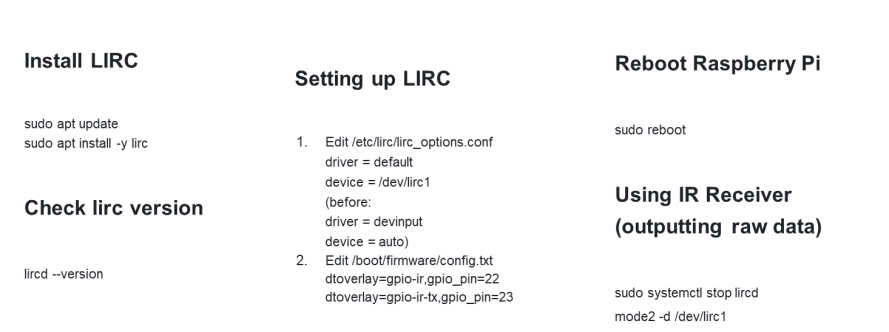 Install LIRC
sudo apt update
sudo apt install -y lirc
Check lirc version
lircd --version
Setting up LIRC
1. Edit /etc/lirc/lirc_options.conf
driver = default
device = /dev/lirc1
(before:
driver = devinput
device = auto)
2. Edit /boot/firmware/config.txt
dtoverlay=gpio-ir,gpio_pin=22
dtoverlay=gpio-ir-tx,gpio_pin=23
Reboot Raspberry Pi
sudo reboot
Using IR Receiver
(outputting raw data)
sudo systemctl stop lircd
mode2 -d /dev/lirc1